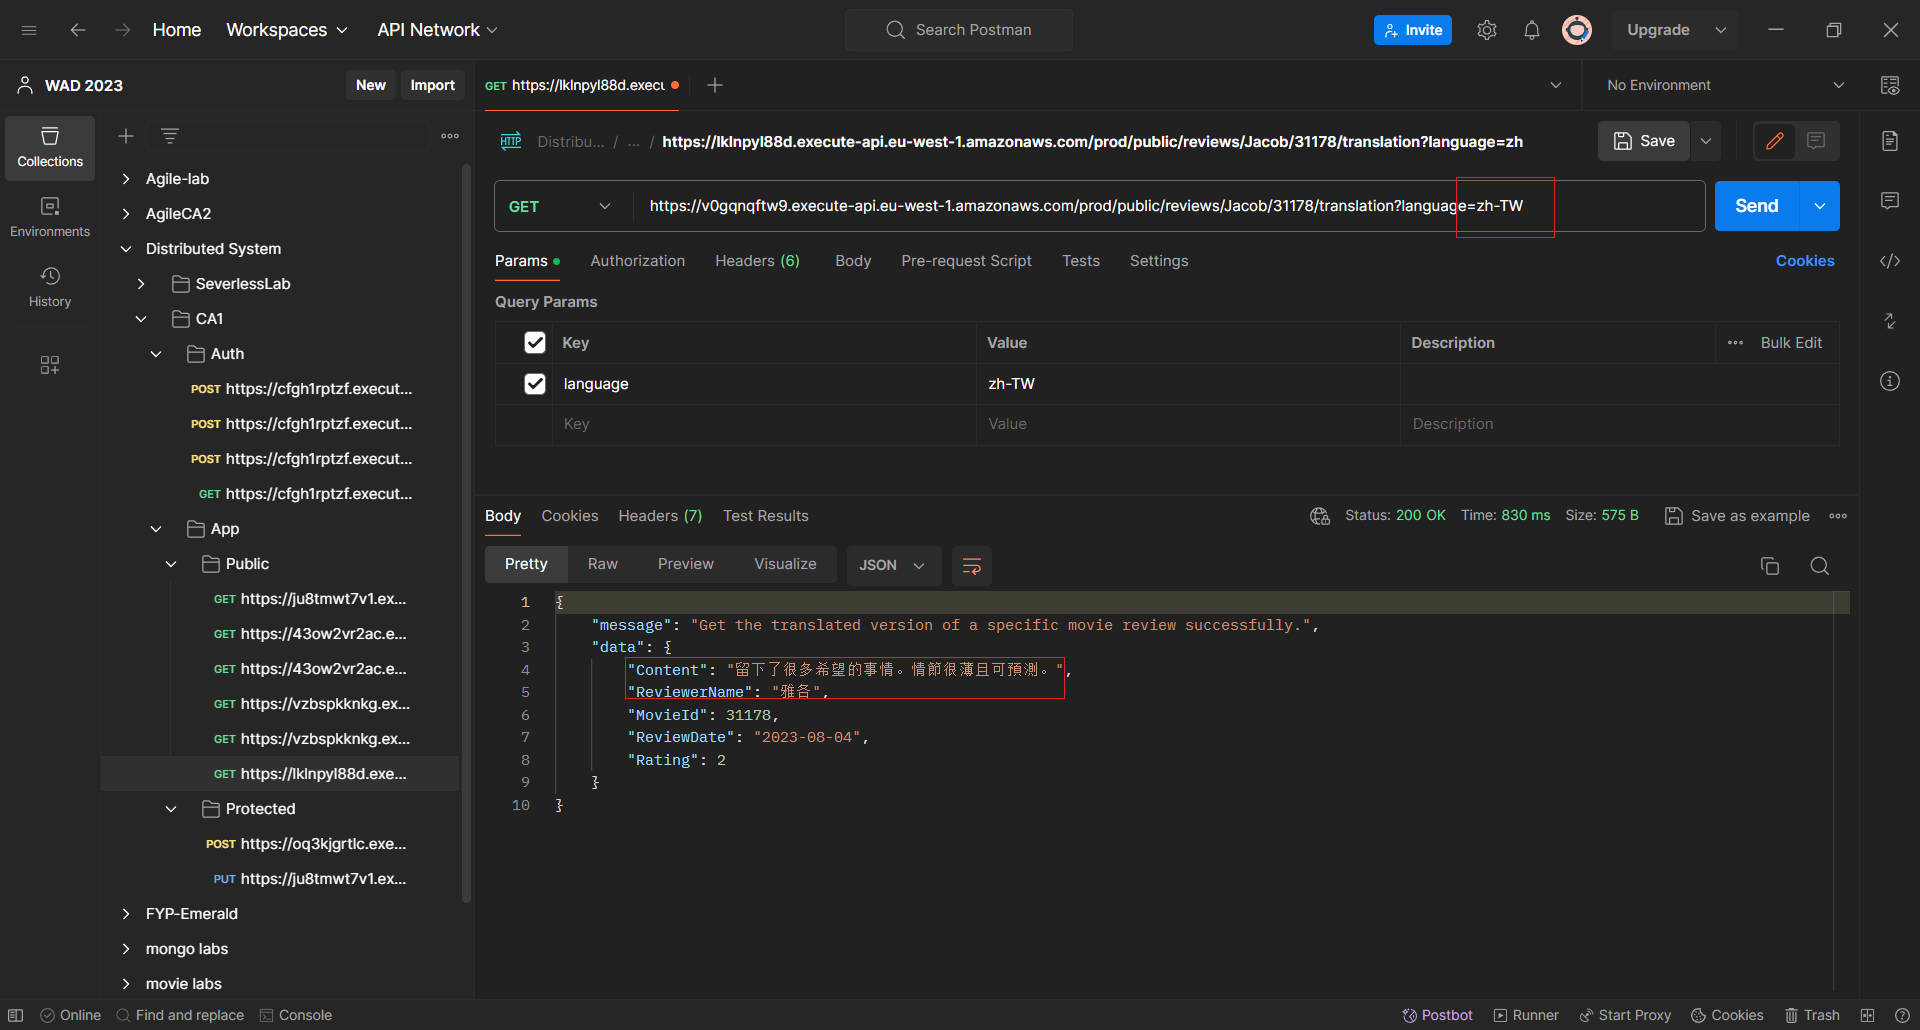 Home Workspaces API Network Search Postman Invite Upgrade
WAD 2023 New Import GET https://lklnpyl88d.execu No Environment
Distribu... / ... / https://lklnpyl88d.execute-api.eu-west-1.amazonaws.com/prod/public/reviews/Jacob/31178/translation?language=zh Save
Collections
Environments
History
Agile-lab
AgileCA2
Distributed System
SeverlessLab
CA1
Auth
POST https://cfgh1rptzf.execut...
POST https://cfgh1rptzf.execut...
POST https://cfgh1rptzf.execut...
GET https://cfgh1rptzf.execut...
App
Public
GET https://ju8tmwt7v1.ex...
GET https://43ow2vr2ac.e...
GET https://43ow2vr2ac.e...
GET https://vzbspkknkg.ex...
GET https://vzbspkknkg.ex...
GET https://lklnpyl88d.exe...
Protected
POST https://oq3kjgrtlc.exe...
PUT https://ju8tmwt7v1.ex...
FYP-Emerald
mongo labs
movie labs
GET https://v0gqnqftw9.execute-api.eu-west-1.amazonaws.com/prod/public/reviews/Jacob/31178/translation?language=zh-TW Send
Params Authorization Headers (6) Body Pre-request Script Tests Settings Cookies
Query Params
Key Value Description Bulk Edit
language zh-TW
Key Value Description
Body Cookies Headers (7) Test Results Status: 200 OK Time: 830 ms Size: 575 B Save as example
Pretty Raw Preview Visualize JSON
1 {
2 "message": "Get the translated version of a specific movie review successfully.",
3 "data": {
4 "Content": "留下了很多希望的事情。情節很薄且可預測。",
5 "ReviewerName": "雅各",
6 "MovieId": 31178,
7 "ReviewDate": "2023-08-04",
8 "Rating": 2
9 }
10 }
Online Find and replace Console Postbot Runner Start Proxy Cookies Trash